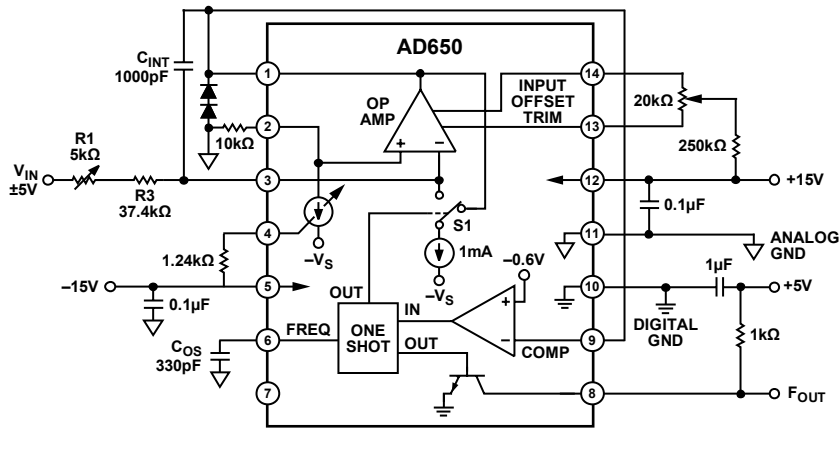 AD650
C_INT
1000pF
1
14
OP
AMP
INPUT
OFFSET
TRIM
20kΩ
2
13
10kΩ
250kΩ
R1
5kΩ
V_IN
±5V
R3
37.4kΩ
3
12
+15V
0.1µF
S1
4
11
ANALOG
GND
–V_S
1mA
1.24kΩ
–0.6V
1µF
–15V
5
10
+5V
–V_S
OUT
0.1µF
IN
DIGITAL
GND
FREQ
ONE
SHOT
OUT
COMP
6
9
1kΩ
C_OS
330pF
7
8
F_OUT
+
–
+
–